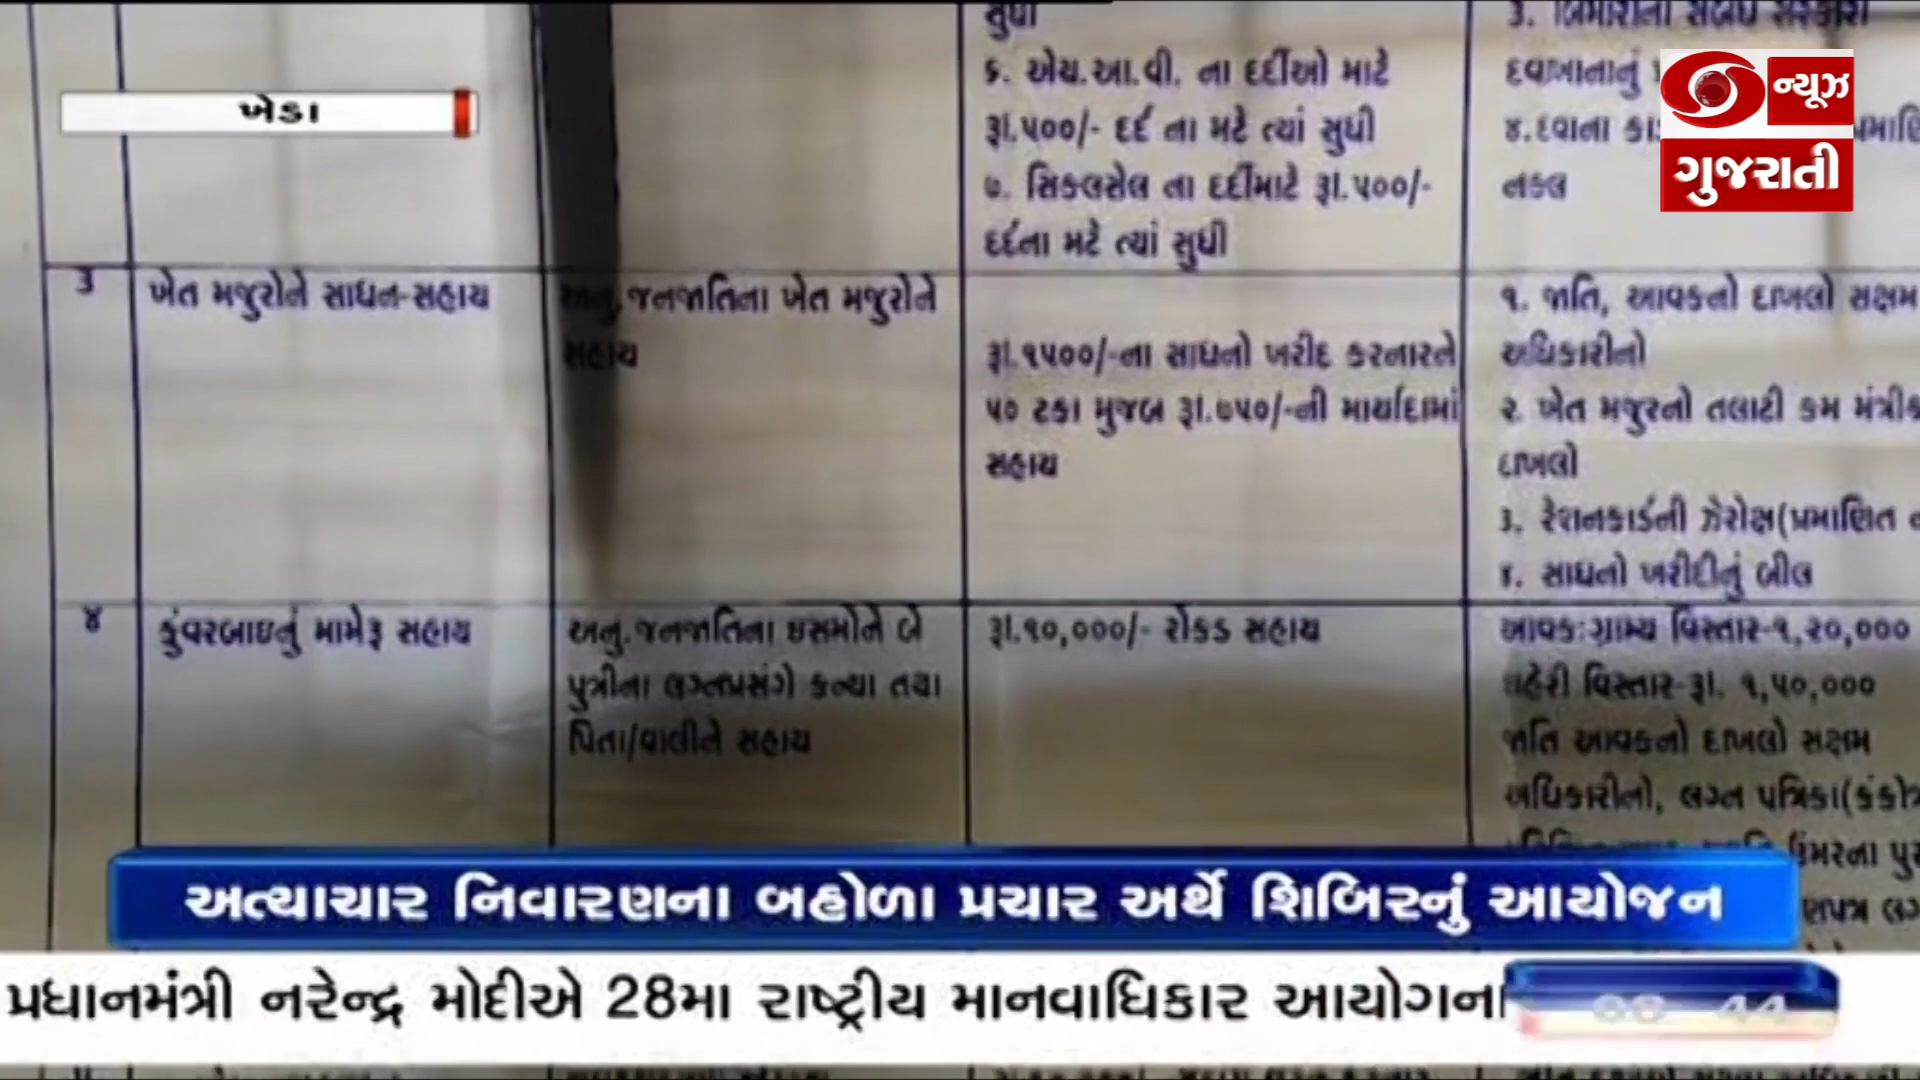 સુધી
૬. એચ.આ.વી. ના દર્દીઓ માટે
રૂા.૫૦૦/- દર્દ ના મટે ત્યાં સુધી
૭. સિકલસેલ ના દર્દીમાટે રૂા.૫૦૦/-
દર્દના મટે ત્યાં સુધી
દવાખાનાનું
૪.દવાના
નકલ
ખેડા
ન્યૂઝ
ગુજરાતી
૩
ખેત મજુરોને સાધન-સહાય
અનુ.જનજાતિના ખેત મજુરોને
સહાય
રૂા.૧૫૦૦/-ના સાધનો ખરીદ કરનારને
૫૦ ટકા મુજબ રૂા.૭૫૦/-ની માર્યાદામાં
સહાય
૧. જાતિ, આવકનો દાખલો સક્ષમ
અધિકારીનો
૨. ખેત મજુરનો તલાટી કમ
દાખલો
૩. રેશનકાર્ડની ઝેરોક્ષ(પ્રમાણિત
૪. સાધનો ખરીદીનું બીલ
૪
કુંવરબાઇનું મામેરૂ સહાય
અનુ.જનજાતિના ઇસમોને બે
પુત્રીના લગ્નપ્રસંગે કન્યા તથા
પિતા/વાલીને સહાય
રૂા.૧૦,૦૦૦/- રોકડ સહાય
આવક:ગ્રામ્ય વિસ્તાર-૧,૨૦,૦૦૦
શહેરી વિસ્તાર-રૂા. ૧,૫૦,૦૦૦
જાતિ આવકનો દાખલો સક્ષમ
અધિકારીનો, લગ્ન
ઉંમરના
અત્યાચાર નિવારણના બહોળા પ્રચાર અર્થે શિબિરનું આયોજન
પ્રધાનમંત્રી નરેન્દ્ર મોદીએ 28મા રાષ્ટ્રીય માનવાધિકાર આયોગના